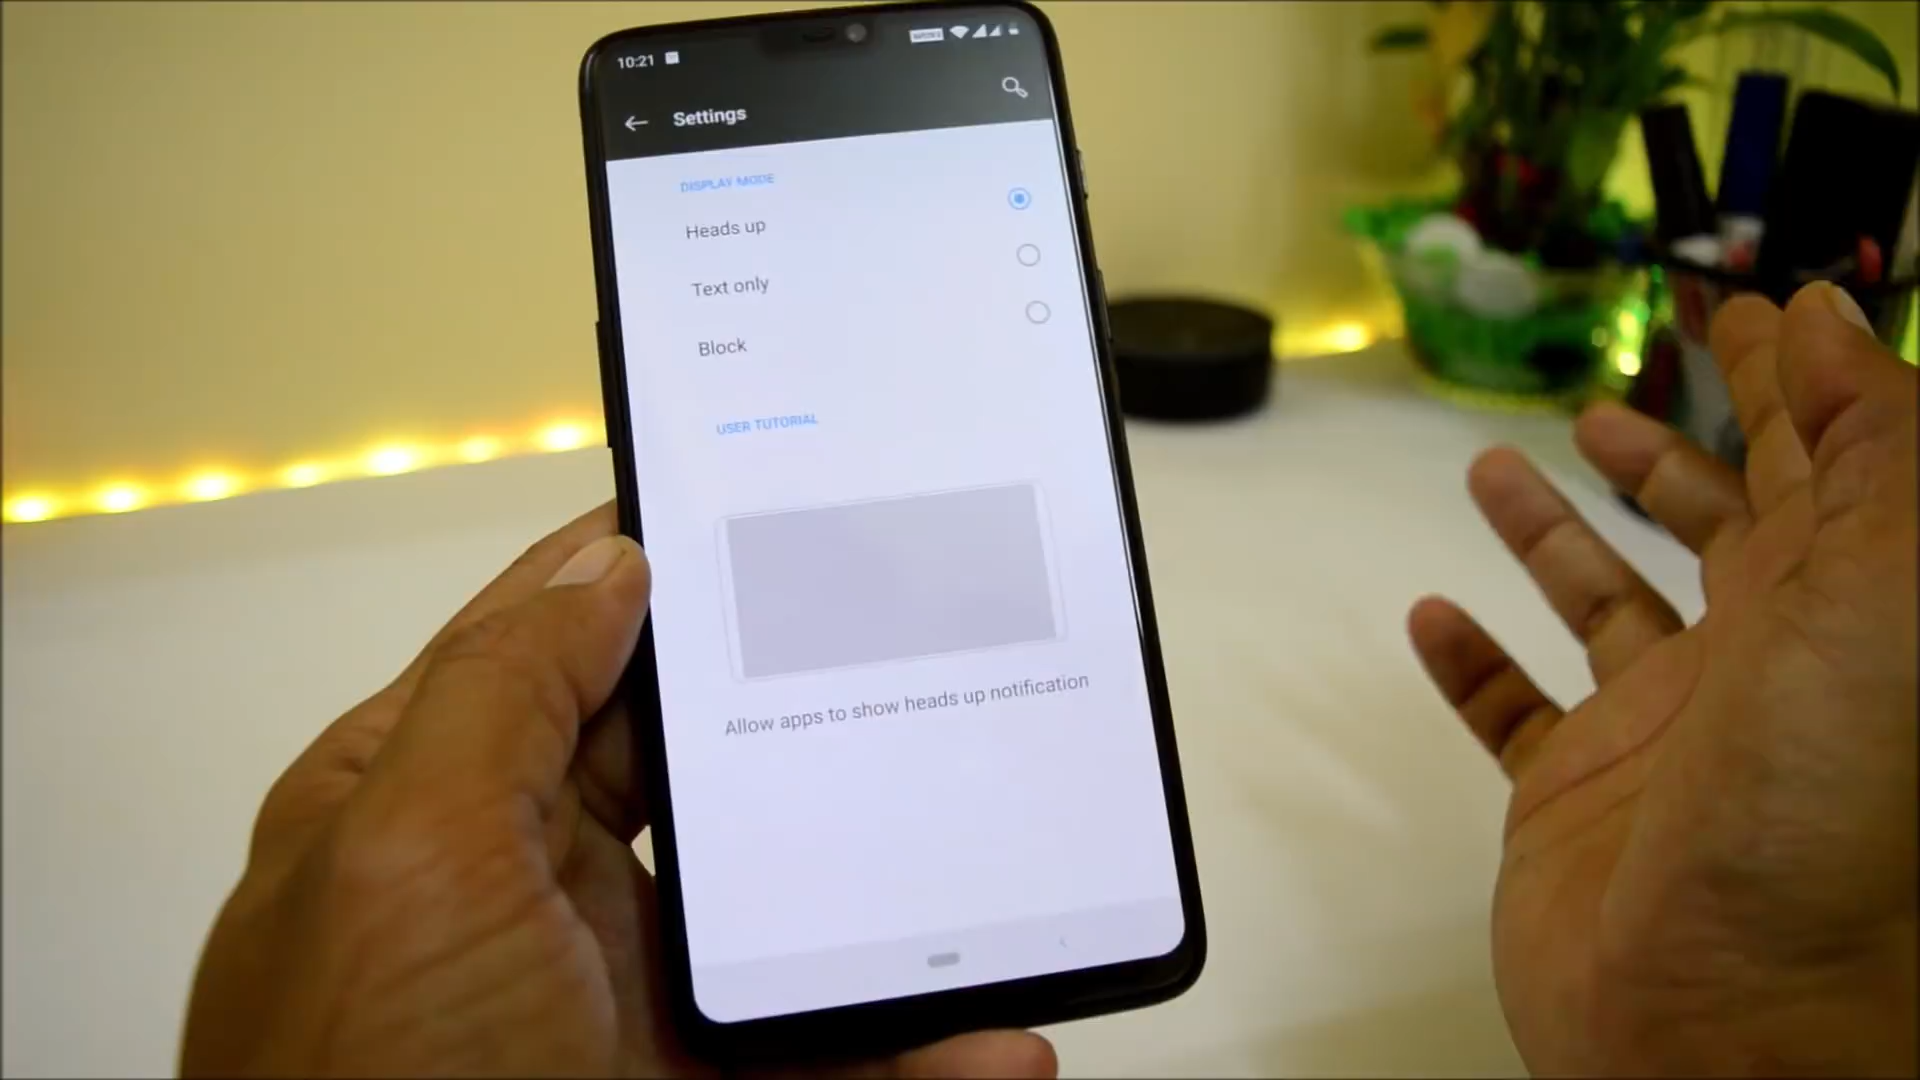 10:21
Settings
DISPLAY MODE
Heads up
Text only
Block
USER TUTORIAL
Allow apps to show heads up notification